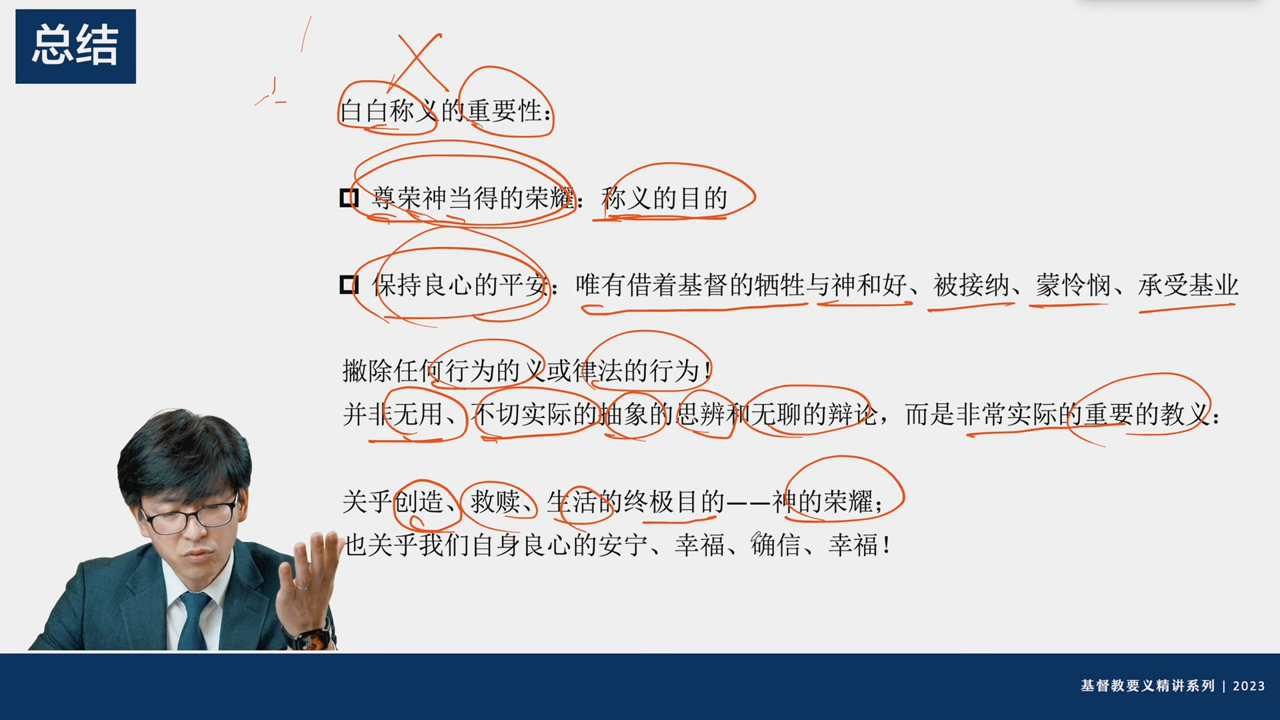 总结
白白称义的重要性：
尊荣神当得的荣耀：称义的目的
保持良心的平安：唯有借着基督的牺牲与神和好、被接纳、蒙怜悯、承受基业
撇除任何行为的义或律法的行为！
并非无用、不切实际的抽象的思辨和无聊的辩论，而是非常实际的重要的教义：
关乎创造、救赎、生活的终极目的——神的荣耀；
也关乎我们自身良心的安宁、幸福、确信、幸福！
基督教要义精讲系列 | 2023